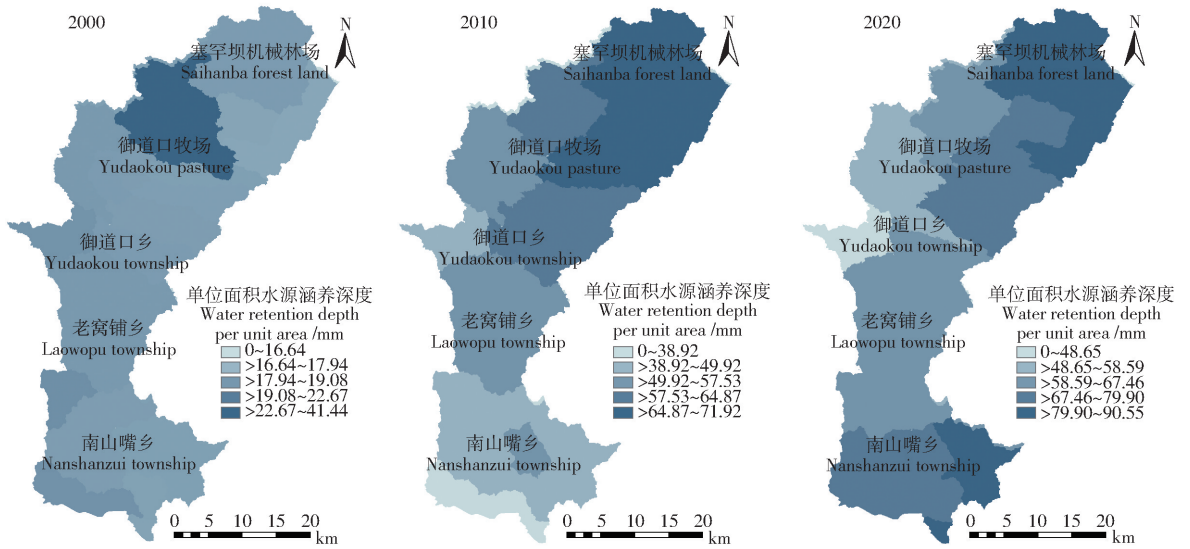 2000
N
塞罕坝机械林场
Saihanba forest land
御道口牧场
Yudaokou pasture
御道口乡
Yudaokou township
单位面积水源涵养深度
Water retention depth
per unit area /mm
老窝铺乡
Laowopu township
0~16.64
>16.64~17.94
>17.94~19.08
>19.08~22.67
>22.67~41.44
南山嘴乡
Nanshanzui township
0 5 10 20
km
2010
N
塞罕坝机械林场
Saihanba forest land
御道口牧场
Yudaokou pasture
御道口乡
Yudaokou township
单位面积水源涵养深度
Water retention depth
per unit area /mm
老窝铺乡
Laowopu township
0~38.92
>38.92~49.92
>49.92~57.53
>57.53~64.87
>64.87~71.92
南山嘴乡
Nanshanzui township
0 5 10 20
km
2020
N
塞罕坝机械林场
Saihanba forest land
御道口牧场
Yudaokou pasture
御道口乡
Yudaokou township
单位面积水源涵养深度
Water retention depth
per unit area /mm
老窝铺乡
Laowopu township
0~48.65
>48.65~58.59
>58.59~67.46
>67.46~79.90
>79.90~90.55
南山嘴乡
Nanshanzui township
0 5 10 20
km